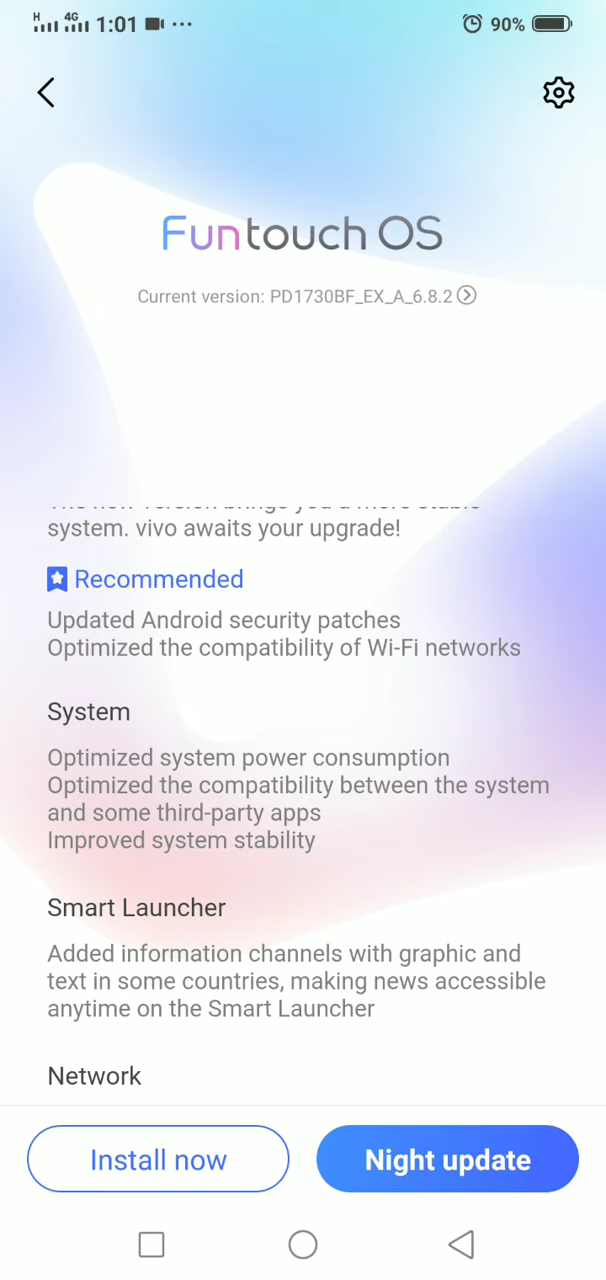 H 4G 1:01 ... 90%
Funtouch OS
Current version: PD1730BF_EX_A_6.8.2
system. vivo awaits your upgrade!
Recommended
Updated Android security patches
Optimized the compatibility of Wi-Fi networks
System
Optimized system power consumption
Optimized the compatibility between the system
and some third-party apps
Improved system stability
Smart Launcher
Added information channels with graphic and
text in some countries, making news accessible
anytime on the Smart Launcher
Network
Install now Night update